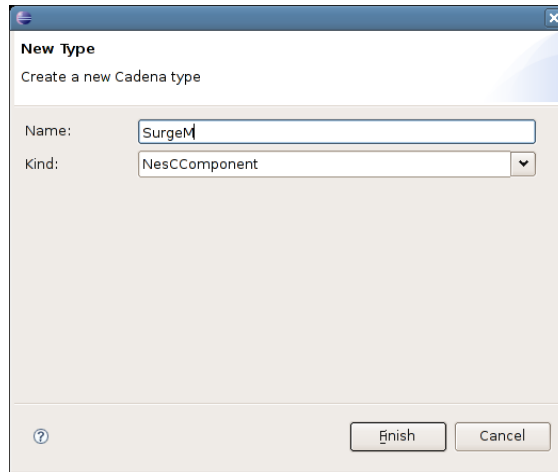 New Type
Create a new Cadena type
Name: SurgeM
Kind: NesCComponent
? Finish Cancel